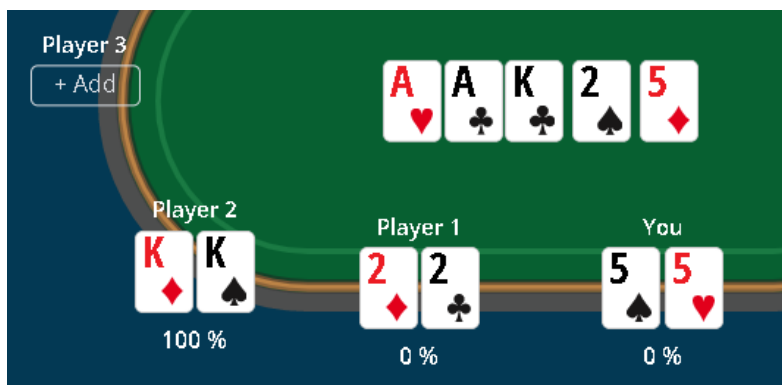 Player 3
+ Add
A A K 2 5
Player 2
K K
100 %
Player 1
2 2
0 %
You
5 5
0 %